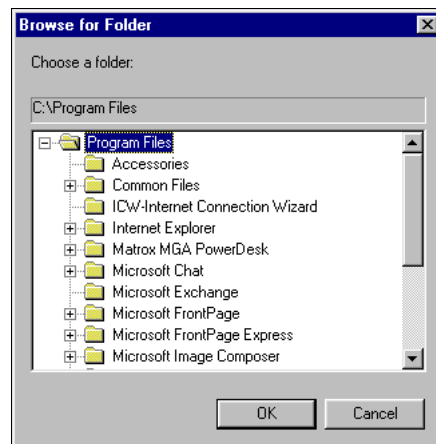 Browse for Folder
Choose a folder:
C:\Program Files
Program Files
Accessories
Common Files
ICW-Internet Connection Wizard
Internet Explorer
Matrox MGA PowerDesk
Microsoft Chat
Microsoft Exchange
Microsoft FrontPage
Microsoft FrontPage Express
Microsoft Image Composer
OK Cancel